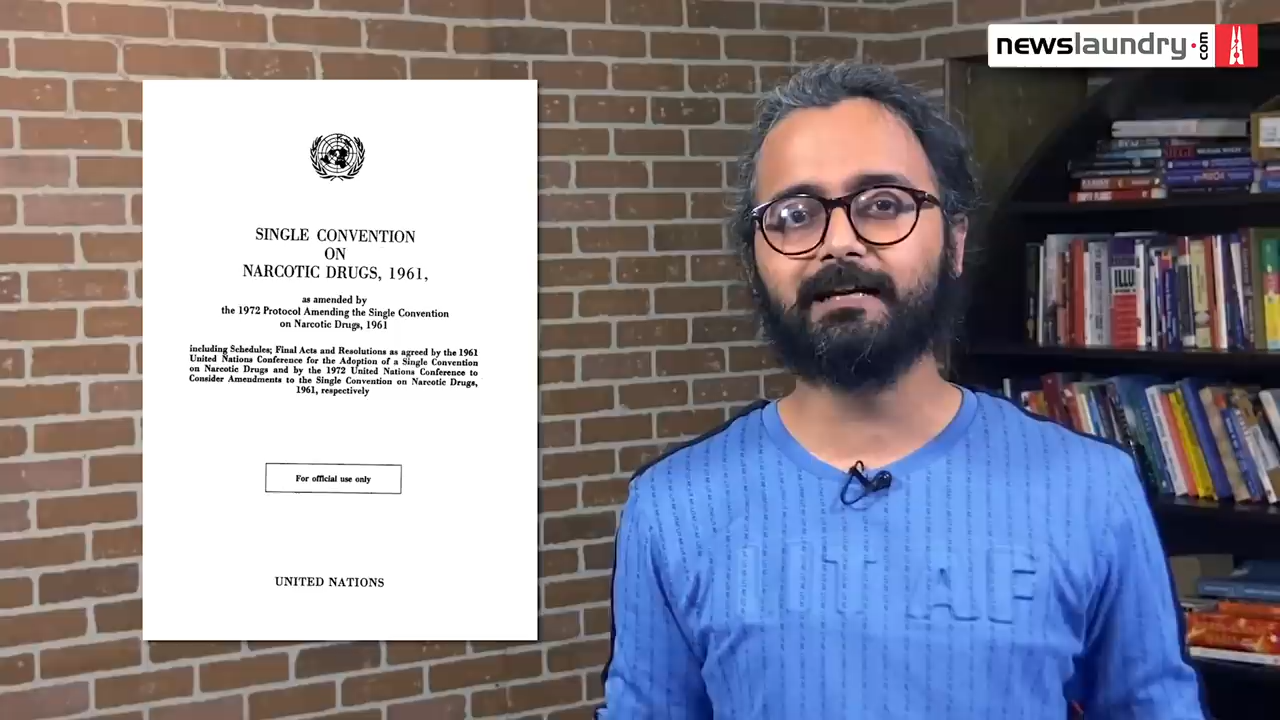 newslaundry.com
SINGLE CONVENTION
ON
NARCOTIC DRUGS, 1961,
as amended by
the 1972 Protocol Amending the Single Convention
on Narcotic Drugs, 1961
including Schedules; Final Acts and Resolutions as agreed by the 1961
United Nations Conference for the Adoption of a Single Convention
on Narcotic Drugs and by the 1972 United Nations Conference to
Consider Amendments to the Single Convention on Narcotic Drugs,
1961, respectively
For official use only
UNITED NATIONS
ILLU